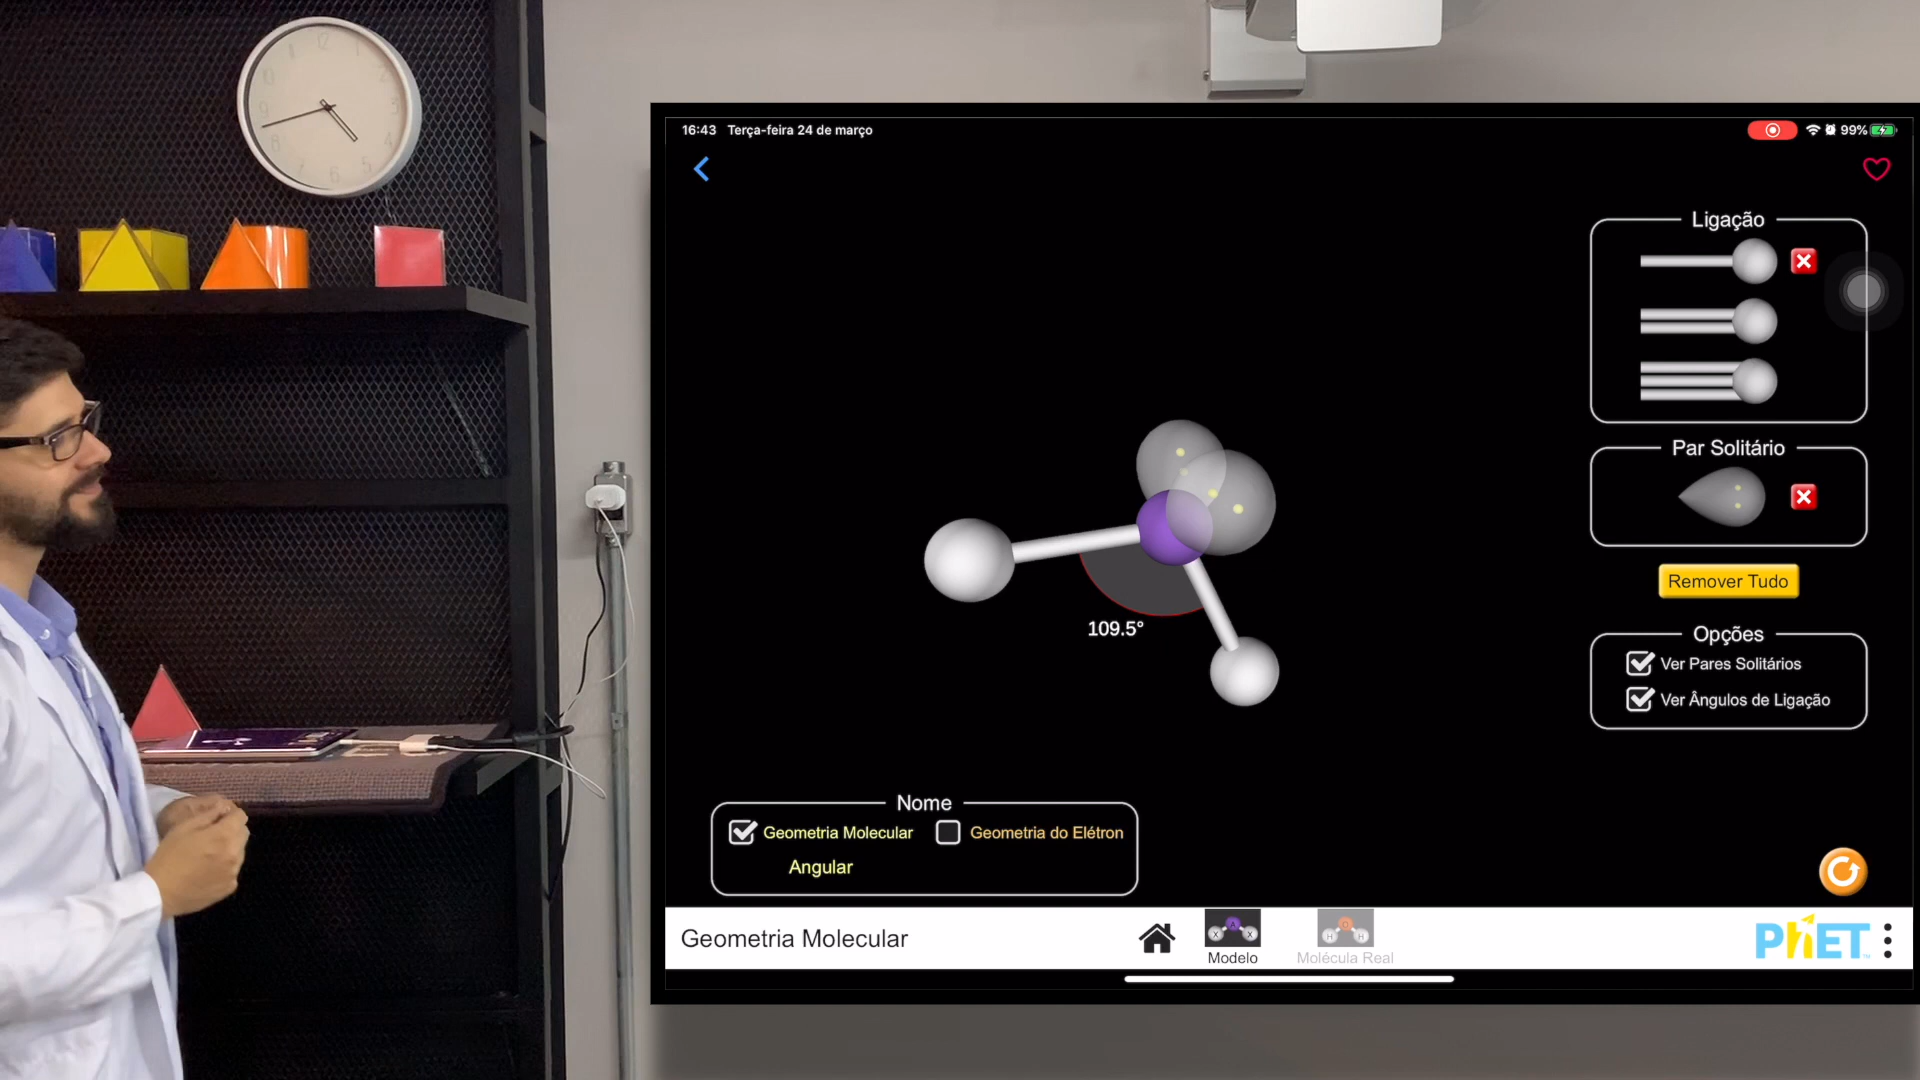 16:43 Terça-feira 24 de março
99%
Ligação
Par Solitário
Remover Tudo
Opções
Ver Pares Solitários
Ver Ângulos de Ligação
109.5°
Nome
Geometria Molecular
Geometria do Elétron
Angular
Geometria Molecular
X A X
Modelo
H O H
Molécula Real
PhET